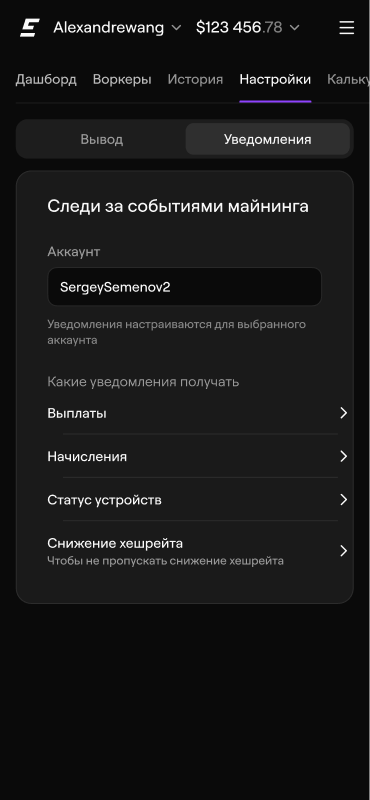 Alexandrewang $123 456.78
Дашборд Воркеры История Настройки Кальку
Вывод Уведомления
Следи за событиями майнинга
Аккаунт
SergeySemenov2
Уведомления настраиваются для выбранного
аккаунта
Какие уведомления получать
Выплаты
Начисления
Статус устройств
Снижение хешрейта
Чтобы не пропускать снижение хешрейта